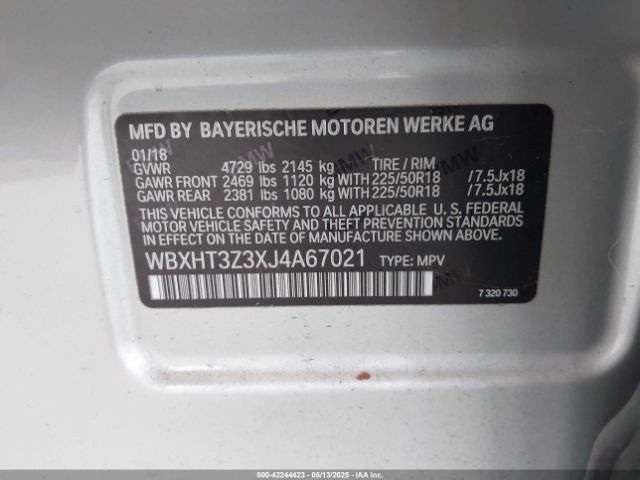 MFD BY BAYERISCHE MOTOREN WERKE AG
01/18
GVWR 4729 lbs 2145 kg TIRE / RIM
GAWR FRONT 2469 lbs 1120 kg WITH 225/50R18 /7.5Jx18
GAWR REAR 2381 lbs 1080 kg WITH 225/50R18 /7.5Jx18
THIS VEHICLE CONFORMS TO ALL APPLICABLE U. S. FEDERAL
MOTOR VEHICLE SAFETY AND THEFT PREVENTION STANDARDS
IN EFFECT ON THE DATE OF MANUFACTURE SHOWN ABOVE.
WBXHT3Z3XJ4A67021 TYPE: MPV
7 320 730
000-42244423 | 05/13/2025 - IAAI.COM